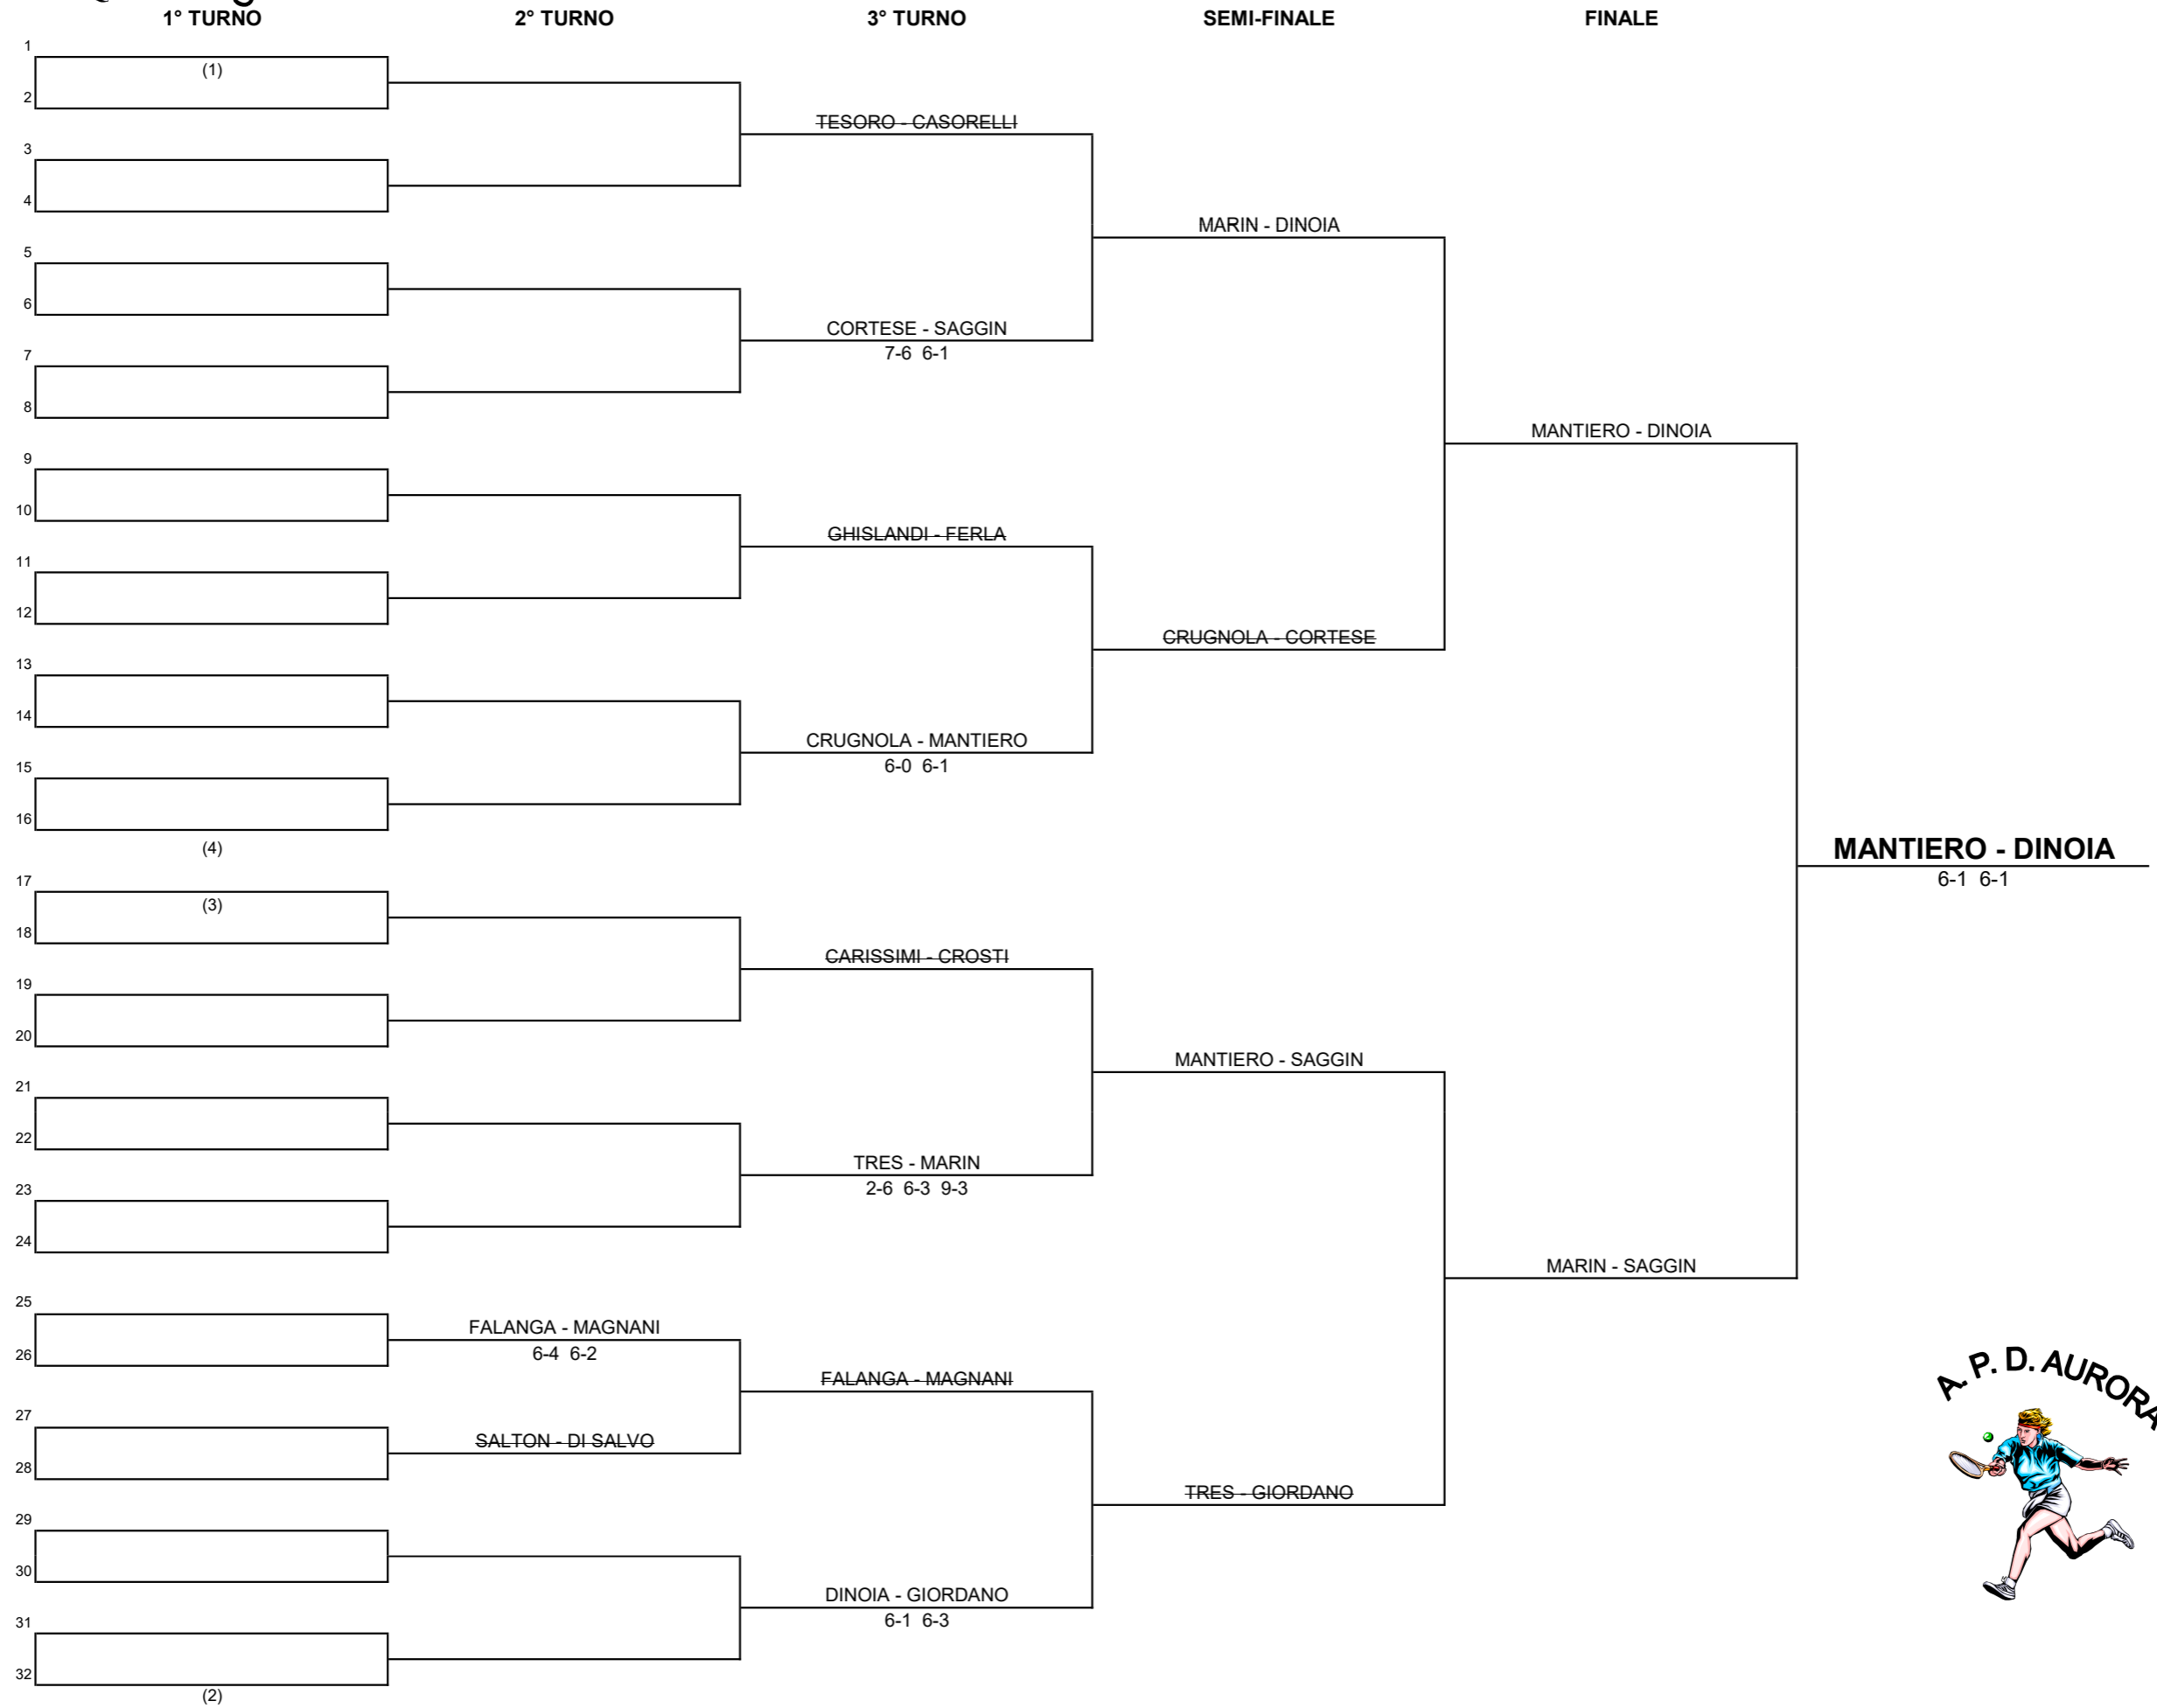 1° TURNO 2° TURNO 3° TURNO SEMI-FINALE FINALE
1
(1)
2
TESORO - CASORELLI
3
4
MARIN - DINOIA
5
6
CORTESE - SAGGIN
7-6 6-1
7
8
MANTIERO - DINOIA
9
10
GHISLANDI - FERLA
11
12
CRUGNOLA - CORTESE
13
14
CRUGNOLA - MANTIERO
6-0 6-1
15
16
(4)
MANTIERO - DINOIA
6-1 6-1
17
(3)
18
CARISSIMI - CROSTI
19
20
MANTIERO - SAGGIN
21
22
TRES - MARIN
2-6 6-3 9-3
23
24
MARIN - SAGGIN
25
FALANGA - MAGNANI
26
6-4 6-2
FALANGA - MAGNANI
A. P. D. AURORA
27
SALTON - DI SALVO
28
TRES - GIORDANO
29
30
DINOIA - GIORDANO
6-1 6-3
31
32
(2)